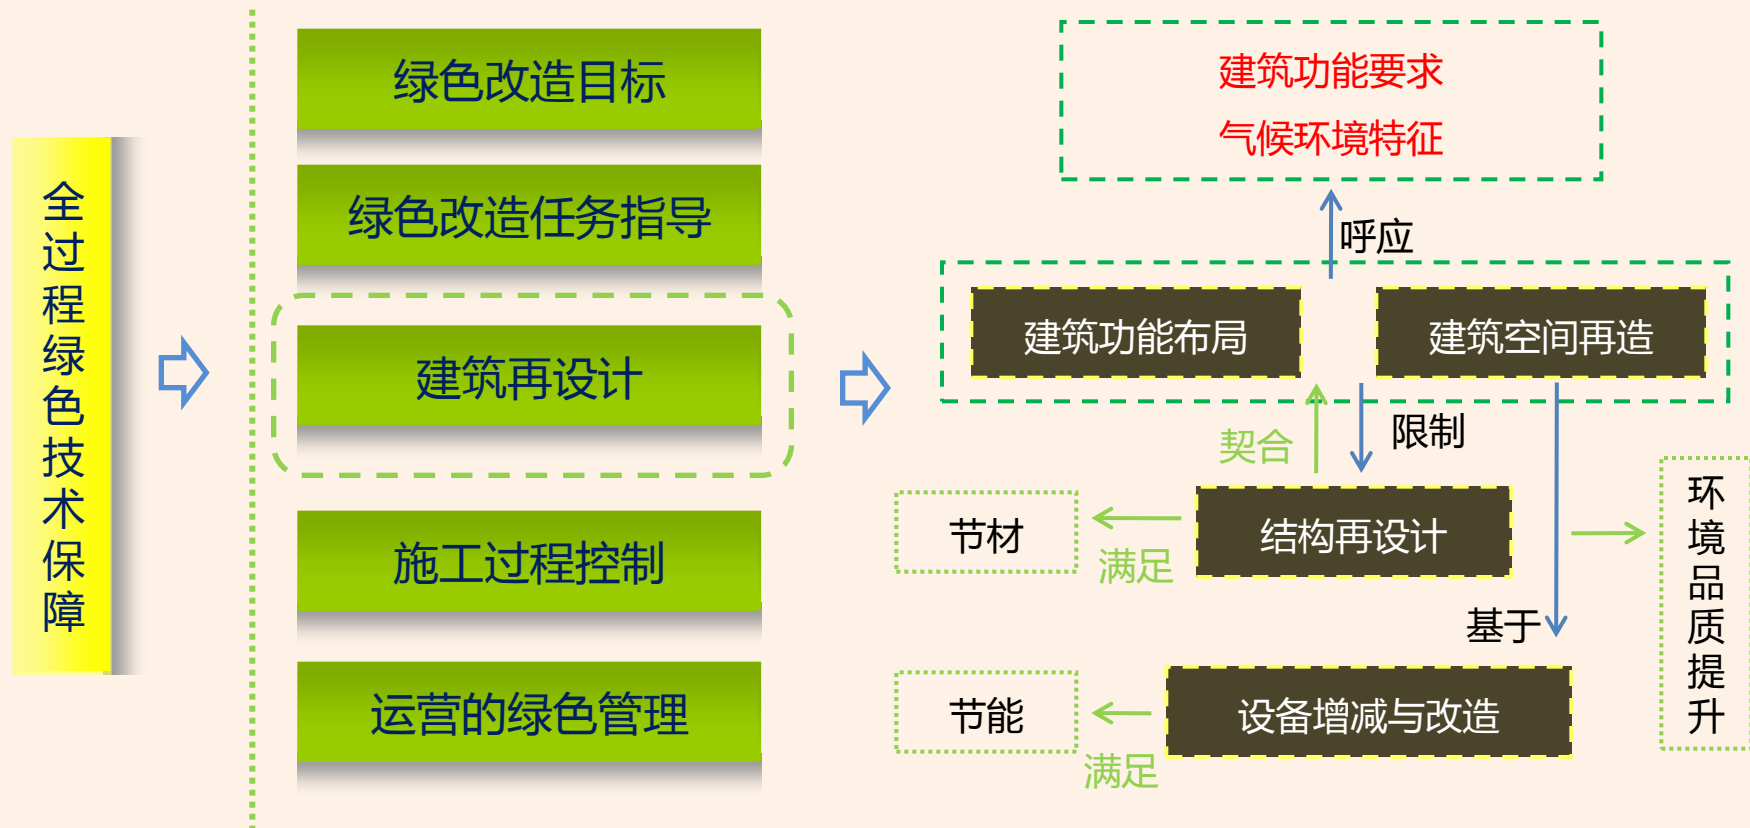 全过程绿色技术保障
绿色改造目标
绿色改造任务指导
建筑再设计
施工过程控制
运营的绿色管理
建筑功能要求
气候环境特征
呼应
建筑功能布局
建筑空间再造
契合
限制
节材
满足
结构再设计
环境品质提升
基于
节能
满足
设备增减与改造